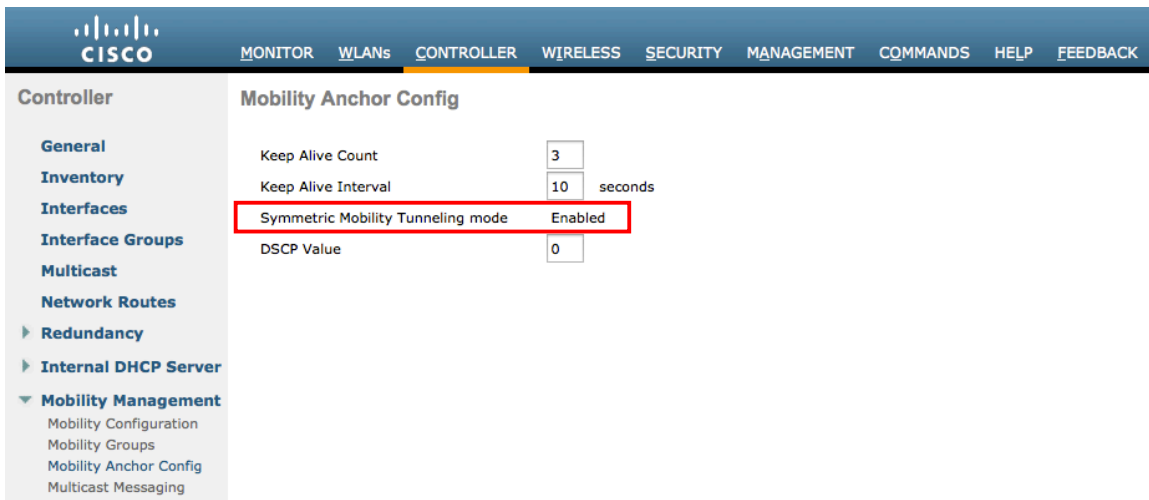 CISCO
MONITOR WLANs CONTROLLER WIRELESS SECURITY MANAGEMENT COMMANDS HELP FEEDBACK
Controller
General
Inventory
Interfaces
Interface Groups
Multicast
Network Routes
Redundancy
Internal DHCP Server
Mobility Management
Mobility Configuration
Mobility Groups
Mobility Anchor Config
Multicast Messaging
Mobility Anchor Config
Keep Alive Count 3
Keep Alive Interval 10 seconds
Symmetric Mobility Tunneling mode Enabled
DSCP Value 0